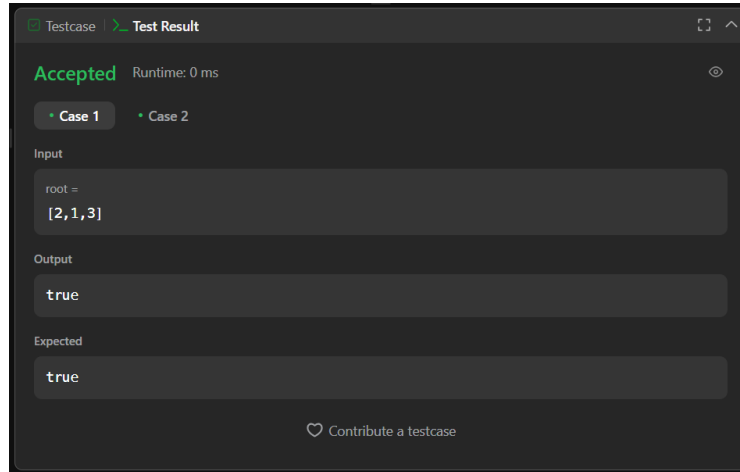 Testcase | >_ Test Result
Accepted Runtime: 0 ms
• Case 1 • Case 2
Input
root =
[2,1,3]
Output
true
Expected
true
Contribute a testcase